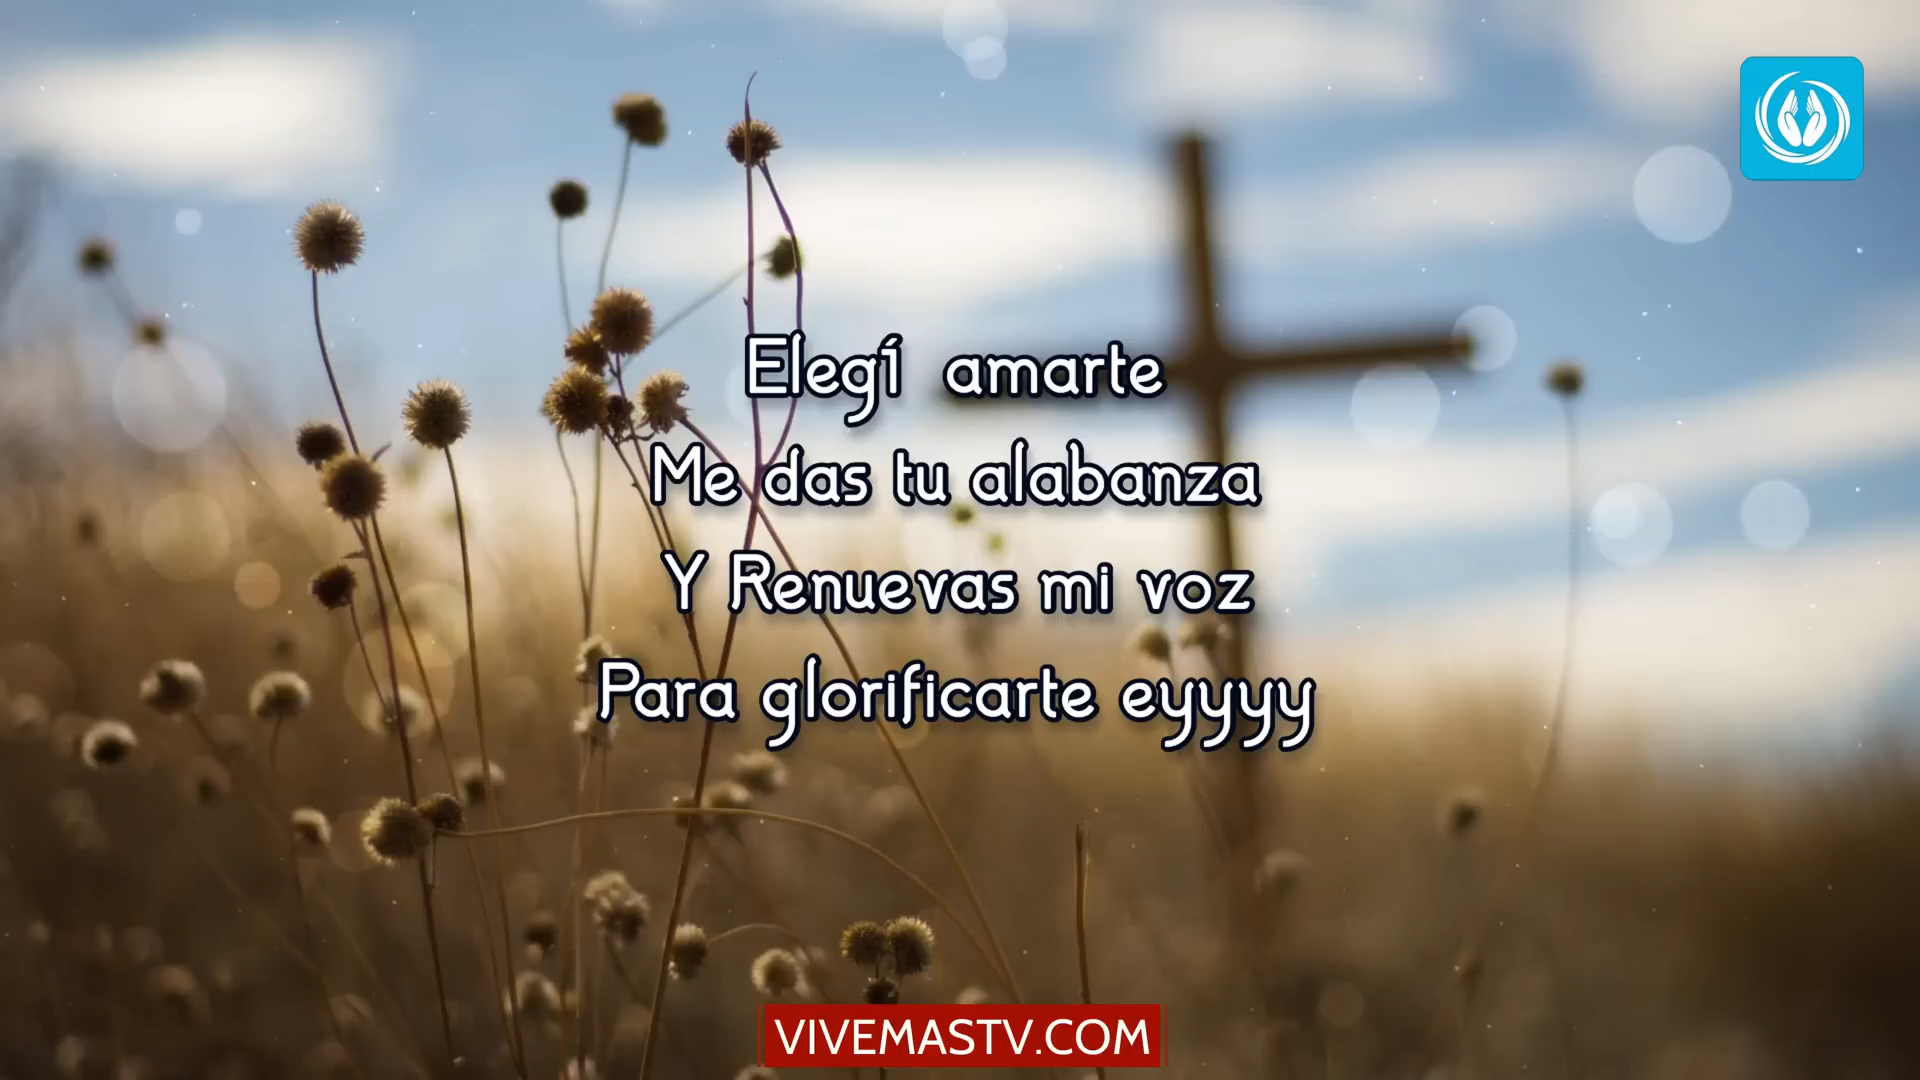 Elegí amarte
Me das tu alabanza
Y Renuevas mi voz
Para glorificarte eyyyy
VIVEMASTV.COM